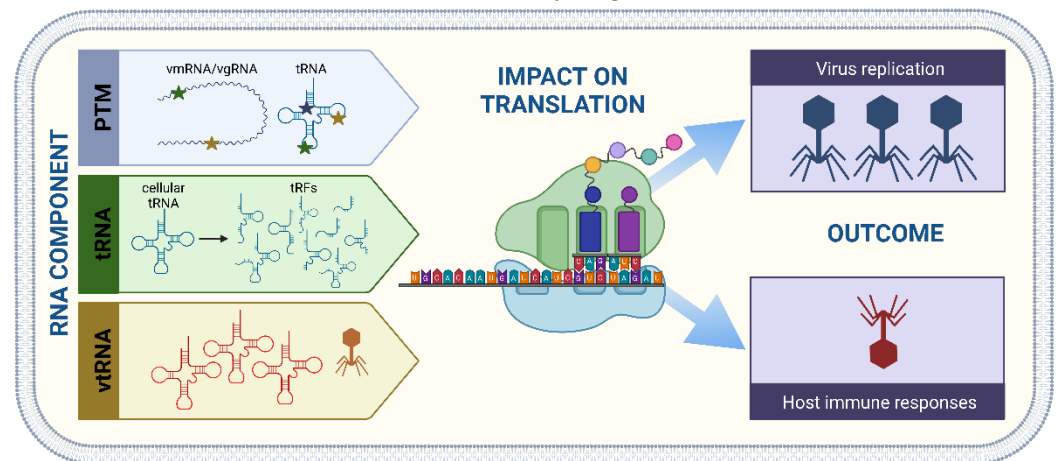 RNA COMPONENT
PTM
vmRNA/vgRNA
tRNA
tRNA
cellular
tRNA
tRFs
vtRNA
IMPACT ON
TRANSLATION
Virus replication
OUTCOME
Host immune responses